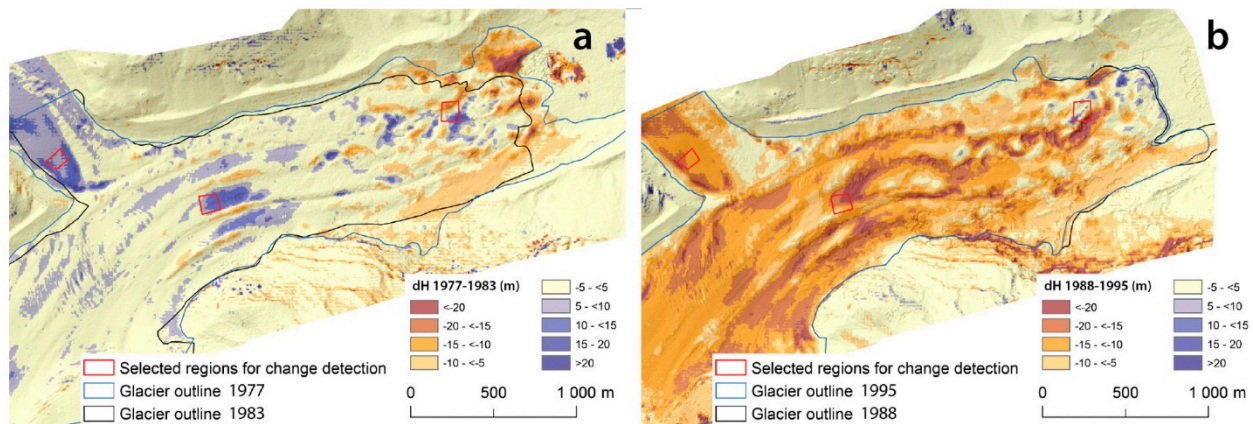 a
dH 1977-1983 (m)
<-20
-20 - <-15
-15 - <-10
-10 - <-5
-5 - <5
5 - <10
10 - <15
15 - 20
>20
Selected regions for change detection
Glacier outline 1977
Glacier outline 1983
0 500 1 000 m
b
dH 1988-1995 (m)
<-20
-20 - <-15
-15 - <-10
-10 - <-5
-5 - <5
5 - <10
10 - <15
15 - 20
>20
Selected regions for change detection
Glacier outline 1995
Glacier outline 1988
0 500 1 000 m